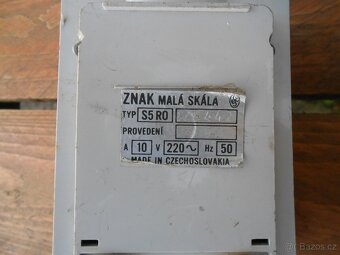 ZNAK MALÁ SKÁLA
TYP S5 RO
PROVEDENÍ
A 10 V 220~ Hz 50
MADE IN CZECHOSLOVAKIA